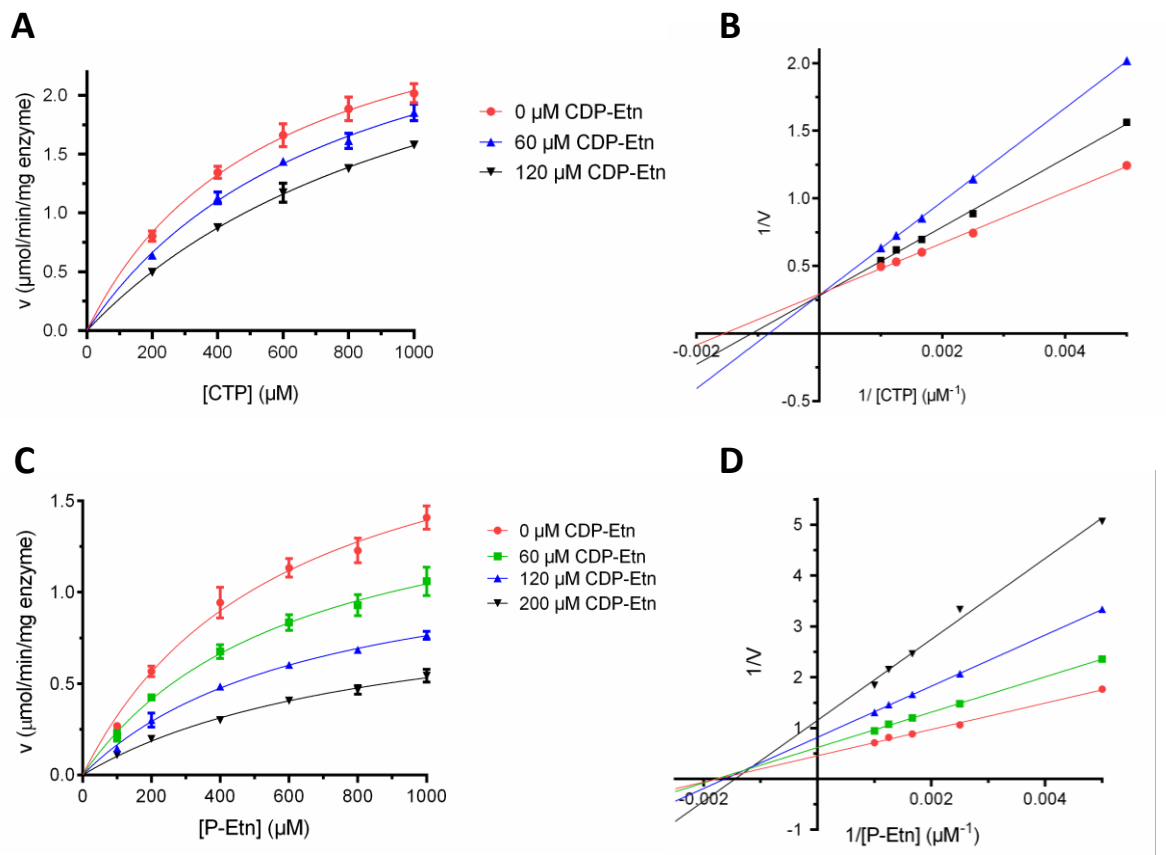 A
v (µmol/min/mg enzyme)
2.0
1.5
1.0
0.5
0.0
0 200 400 600 800 1000
[CTP] (µM)
0 µM CDP-Etn
60 µM CDP-Etn
120 µM CDP-Etn
B
1/V
2.0
1.5
1.0
0.5
-0.5
-0.002 0.002 0.004
1/ [CTP] (µM-1)
C
v (µmol/min/mg enzyme)
1.5
1.0
0.5
0.0
0 200 400 600 800 1000
[P-Etn] (µM)
0 µM CDP-Etn
60 µM CDP-Etn
120 µM CDP-Etn
200 µM CDP-Etn
D
1/V
5
4
3
2
1
-1
-0.002 0.002 0.004
1/[P-Etn] (µM-1)